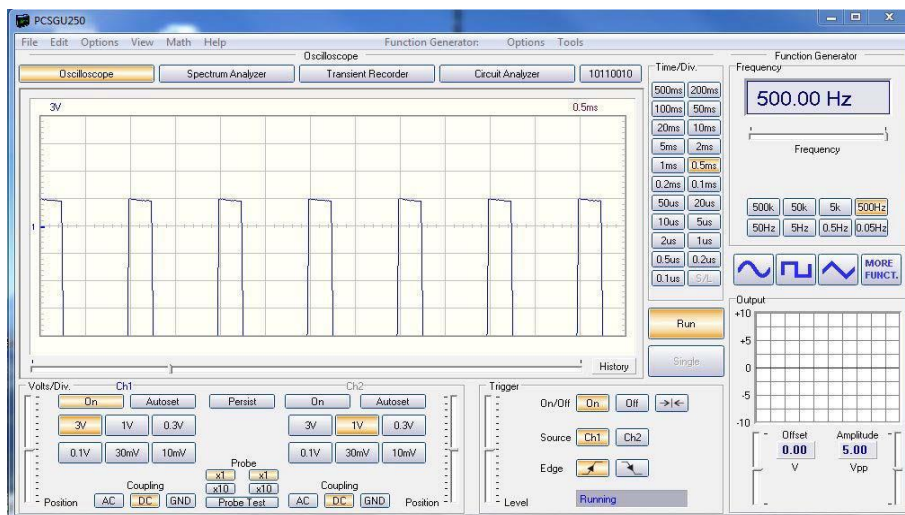 PCSGU250
File Edit Options View Math Help Function Generator: Options Tools
Oscilloscope
Function Generator
Oscilloscope Spectrum Analyzer Transient Recorder Circuit Analyzer 10110010
Time/Div.
Frequency
3V 0.5ms
500ms 200ms
100ms 50ms
20ms 10ms
5ms 2ms
1ms 0.5ms
0.2ms 0.1ms
50us 20us
10us 5us
2us 1us
0.5us 0.2us
0.1us S/L
500.00 Hz
Frequency
500k 50k 5k 500Hz
50Hz 5Hz 0.5Hz 0.05Hz
MORE
FUNCT.
1
Run
Single
History
Output
+10
+5
0
-5
-10
Offset Amplitude
0.00 5.00
V Vpp
Volts/Div. Ch1 Ch2
On Autoset Persist On Autoset
3V 1V 0.3V 3V 1V 0.3V
0.1V 30mV 10mV 0.1V 30mV 10mV
Probe
x1 x1
x10 x10
Probe Test
Coupling Coupling
Position AC DC GND AC DC GND Position
Trigger
On/Off On Off
Source Ch1 Ch2
Edge
Level Running